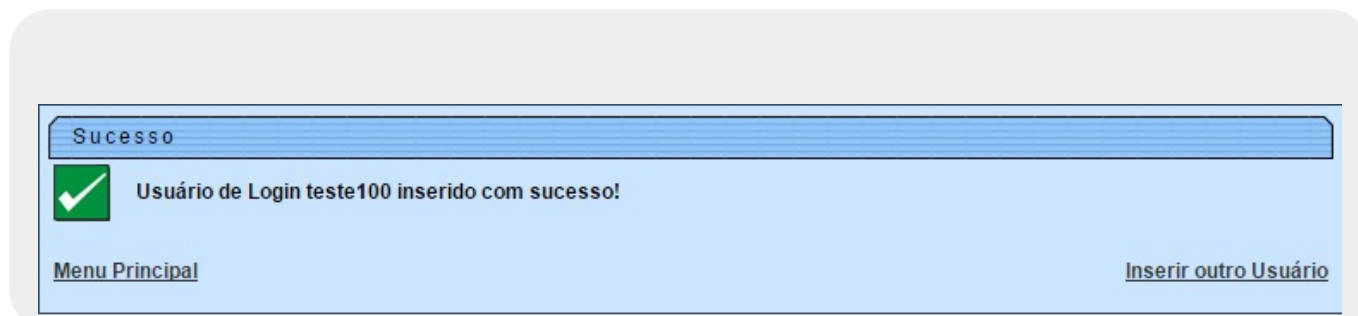 Sucesso
Usuário de Login teste100 inserido com sucesso!
Menu Principal
Inserir outro Usuário